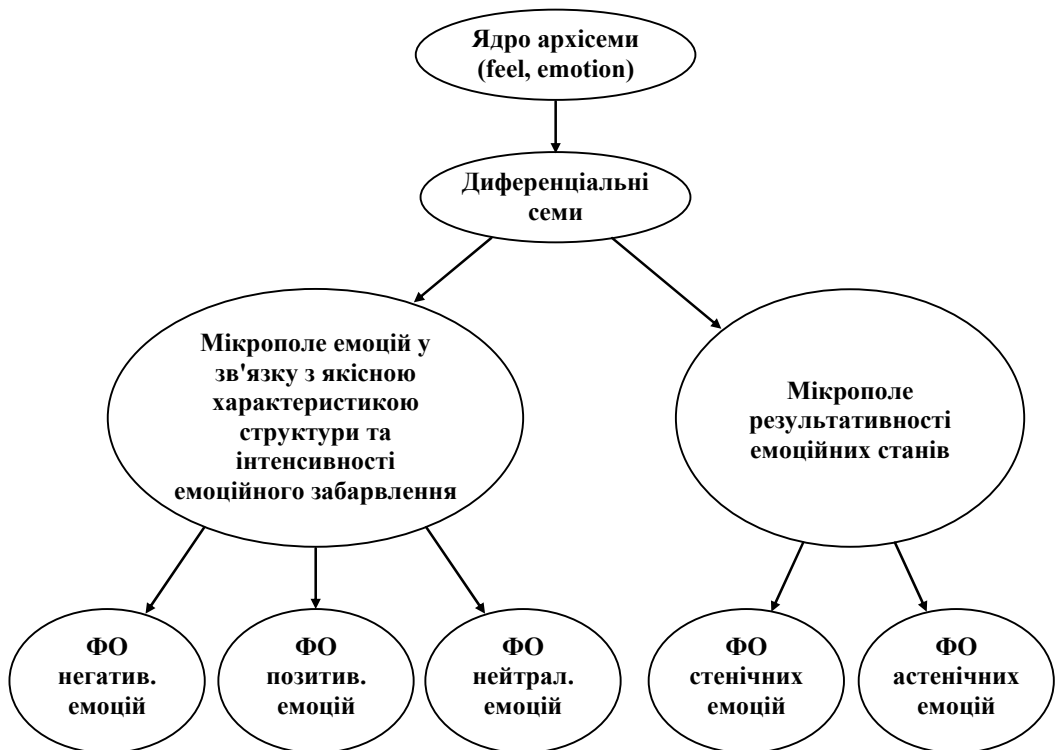 Ядро архісеми
(feel, emotion)
Диференціальні
семи
Мікрополе емоцій у
зв'язку з якісною
характеристикою
структури та
інтенсивності
емоційного забарвлення
Мікрополе
результативності
емоційних станів
ФО
негатив.
емоцій
ФО
позитив.
емоцій
ФО
нейтрал.
емоцій
ФО
стенічних
емоцій
ФО
астенічних
емоцій